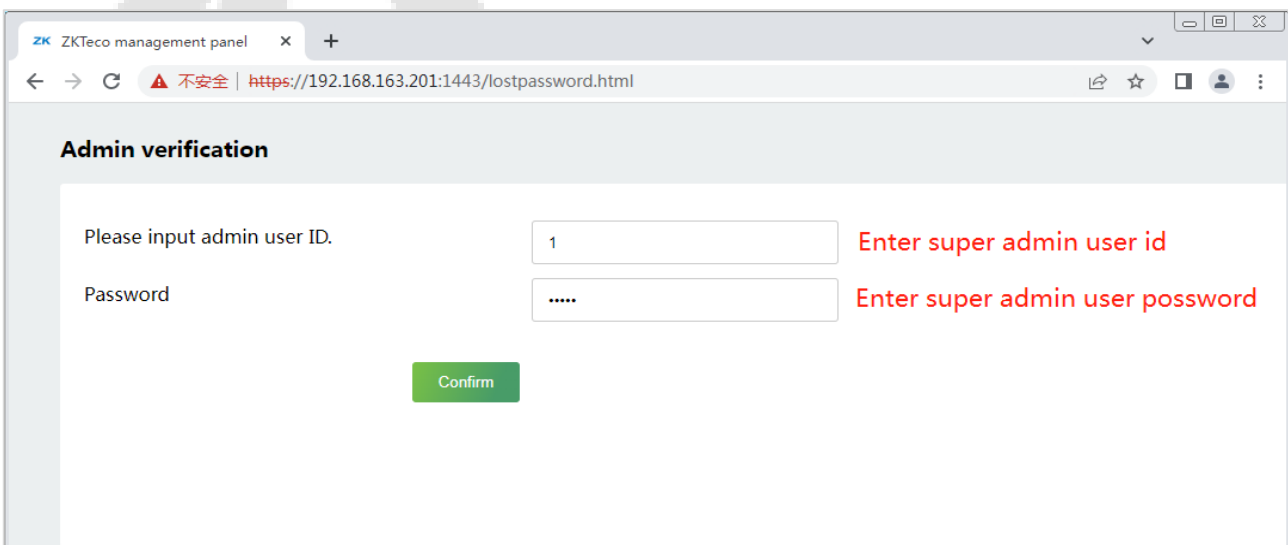 ZK ZKTeco management panel
不安全 | https://192.168.163.201:1443/lostpassword.html
Admin verification
Please input admin user ID.
1
Enter super admin user id
Password
•••••
Enter super admin user possword
Confirm